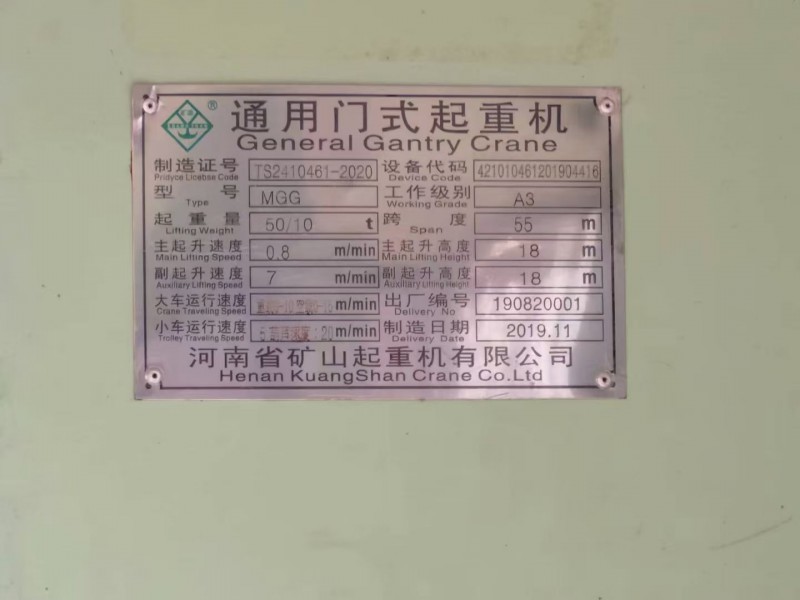 通用门式起重机
General Gantry Crane
制造证号 TS2410461-2020 设备代码 421010461201904416
Prdiyce License Code Device Code
型号 MGG 工作级别 A3
Type Working Grade
起重量 50/10 t 跨度 55 m
Lifting Weight Span
主起升速度 0.8 m/min 主起升高度 18 m
Main Lifting Speed Main Lifting Height
副起升速度 7 m/min 副起升高度 18 m
Auxiliary Lifting Speed Auxiliary Lifting Height
大车运行速度 m/min 出厂编号 190820001
Crane Traveling Speed Delivery No
小车运行速度 m/min 制造日期 2019.11
Trolley Traveling Speed Delivery Date
河南省矿山起重机有限公司
Henan KuangShan Crane Co.Ltd